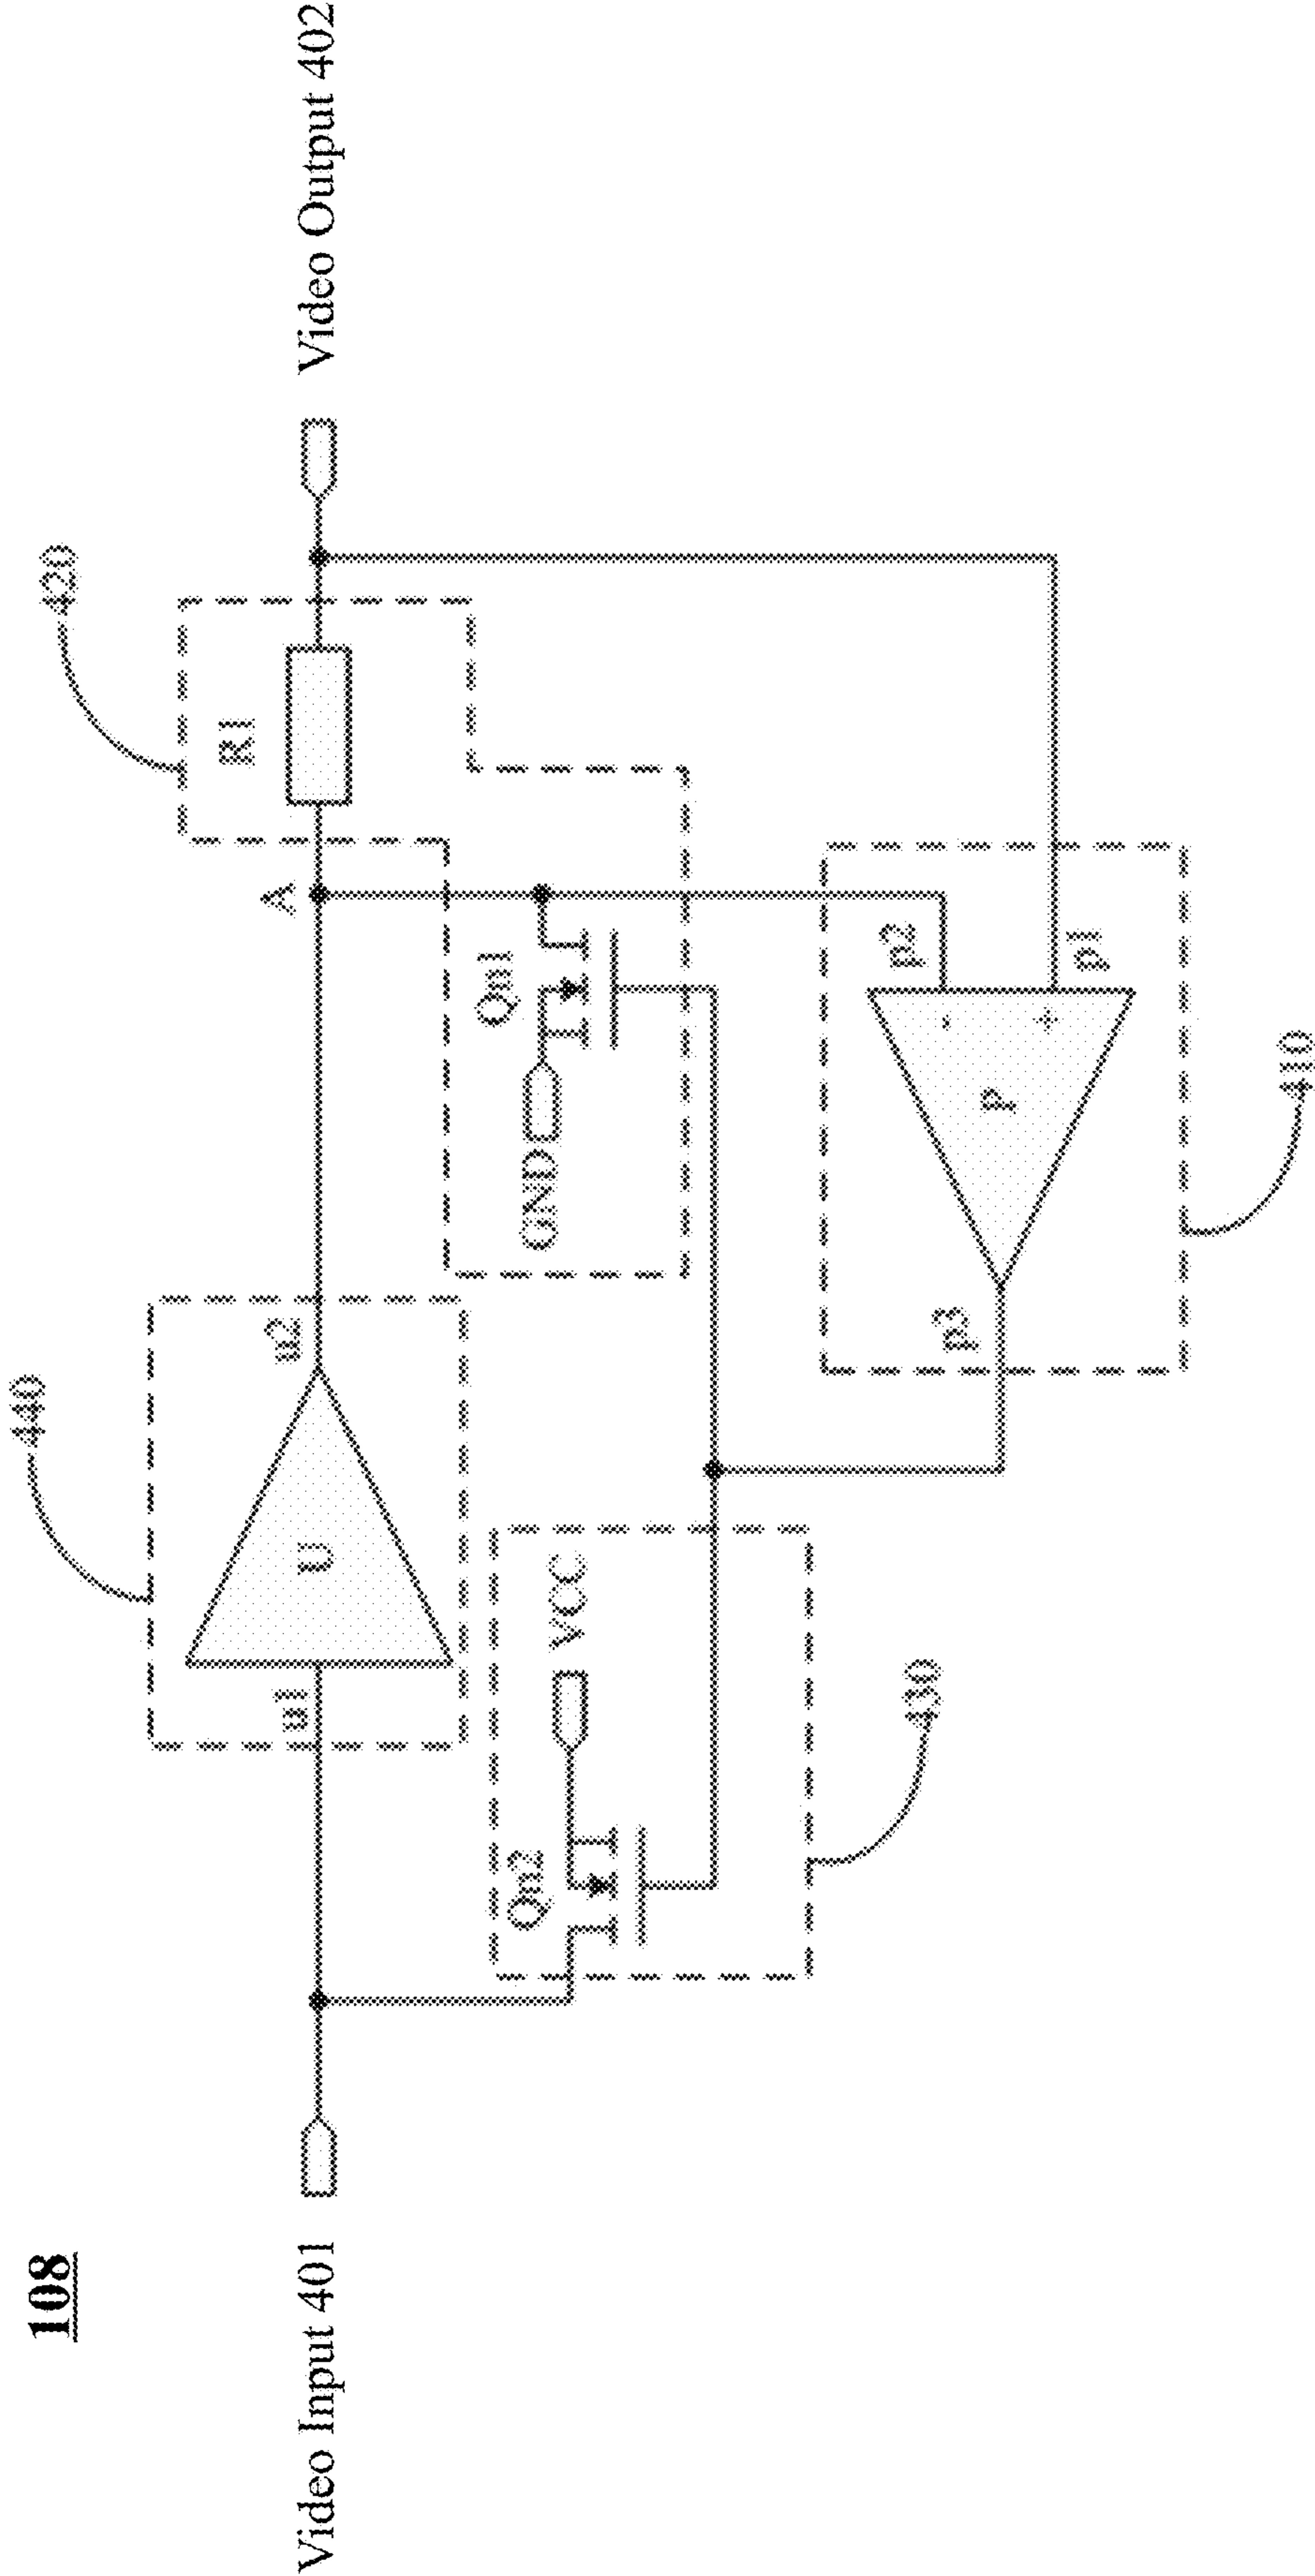 108
440
420
u1
U
u2
A
R1
Video Input 401
Video Output 402
Qn2
VCC
GND
Qn1
p3
P
-
+
p2
p1
430
410